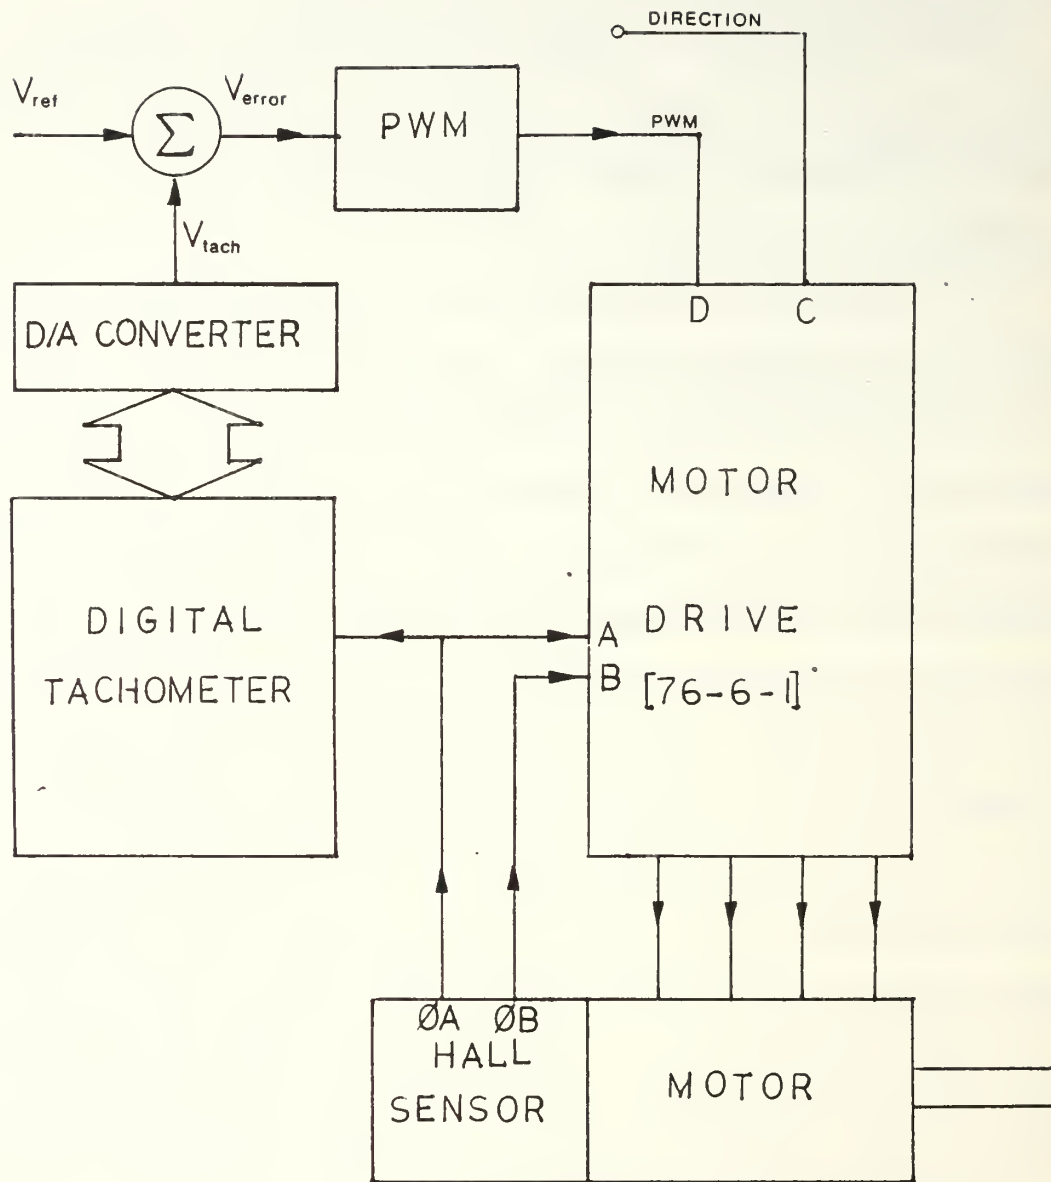 DIRECTION
V_ref
Σ
V_error
PWM
PWM
V_tach
D/A CONVERTER
D C
MOTOR
DRIVE
[76-6-1]
A
B
DIGITAL
TACHOMETER
ØA ØB
HALL
SENSOR
MOTOR